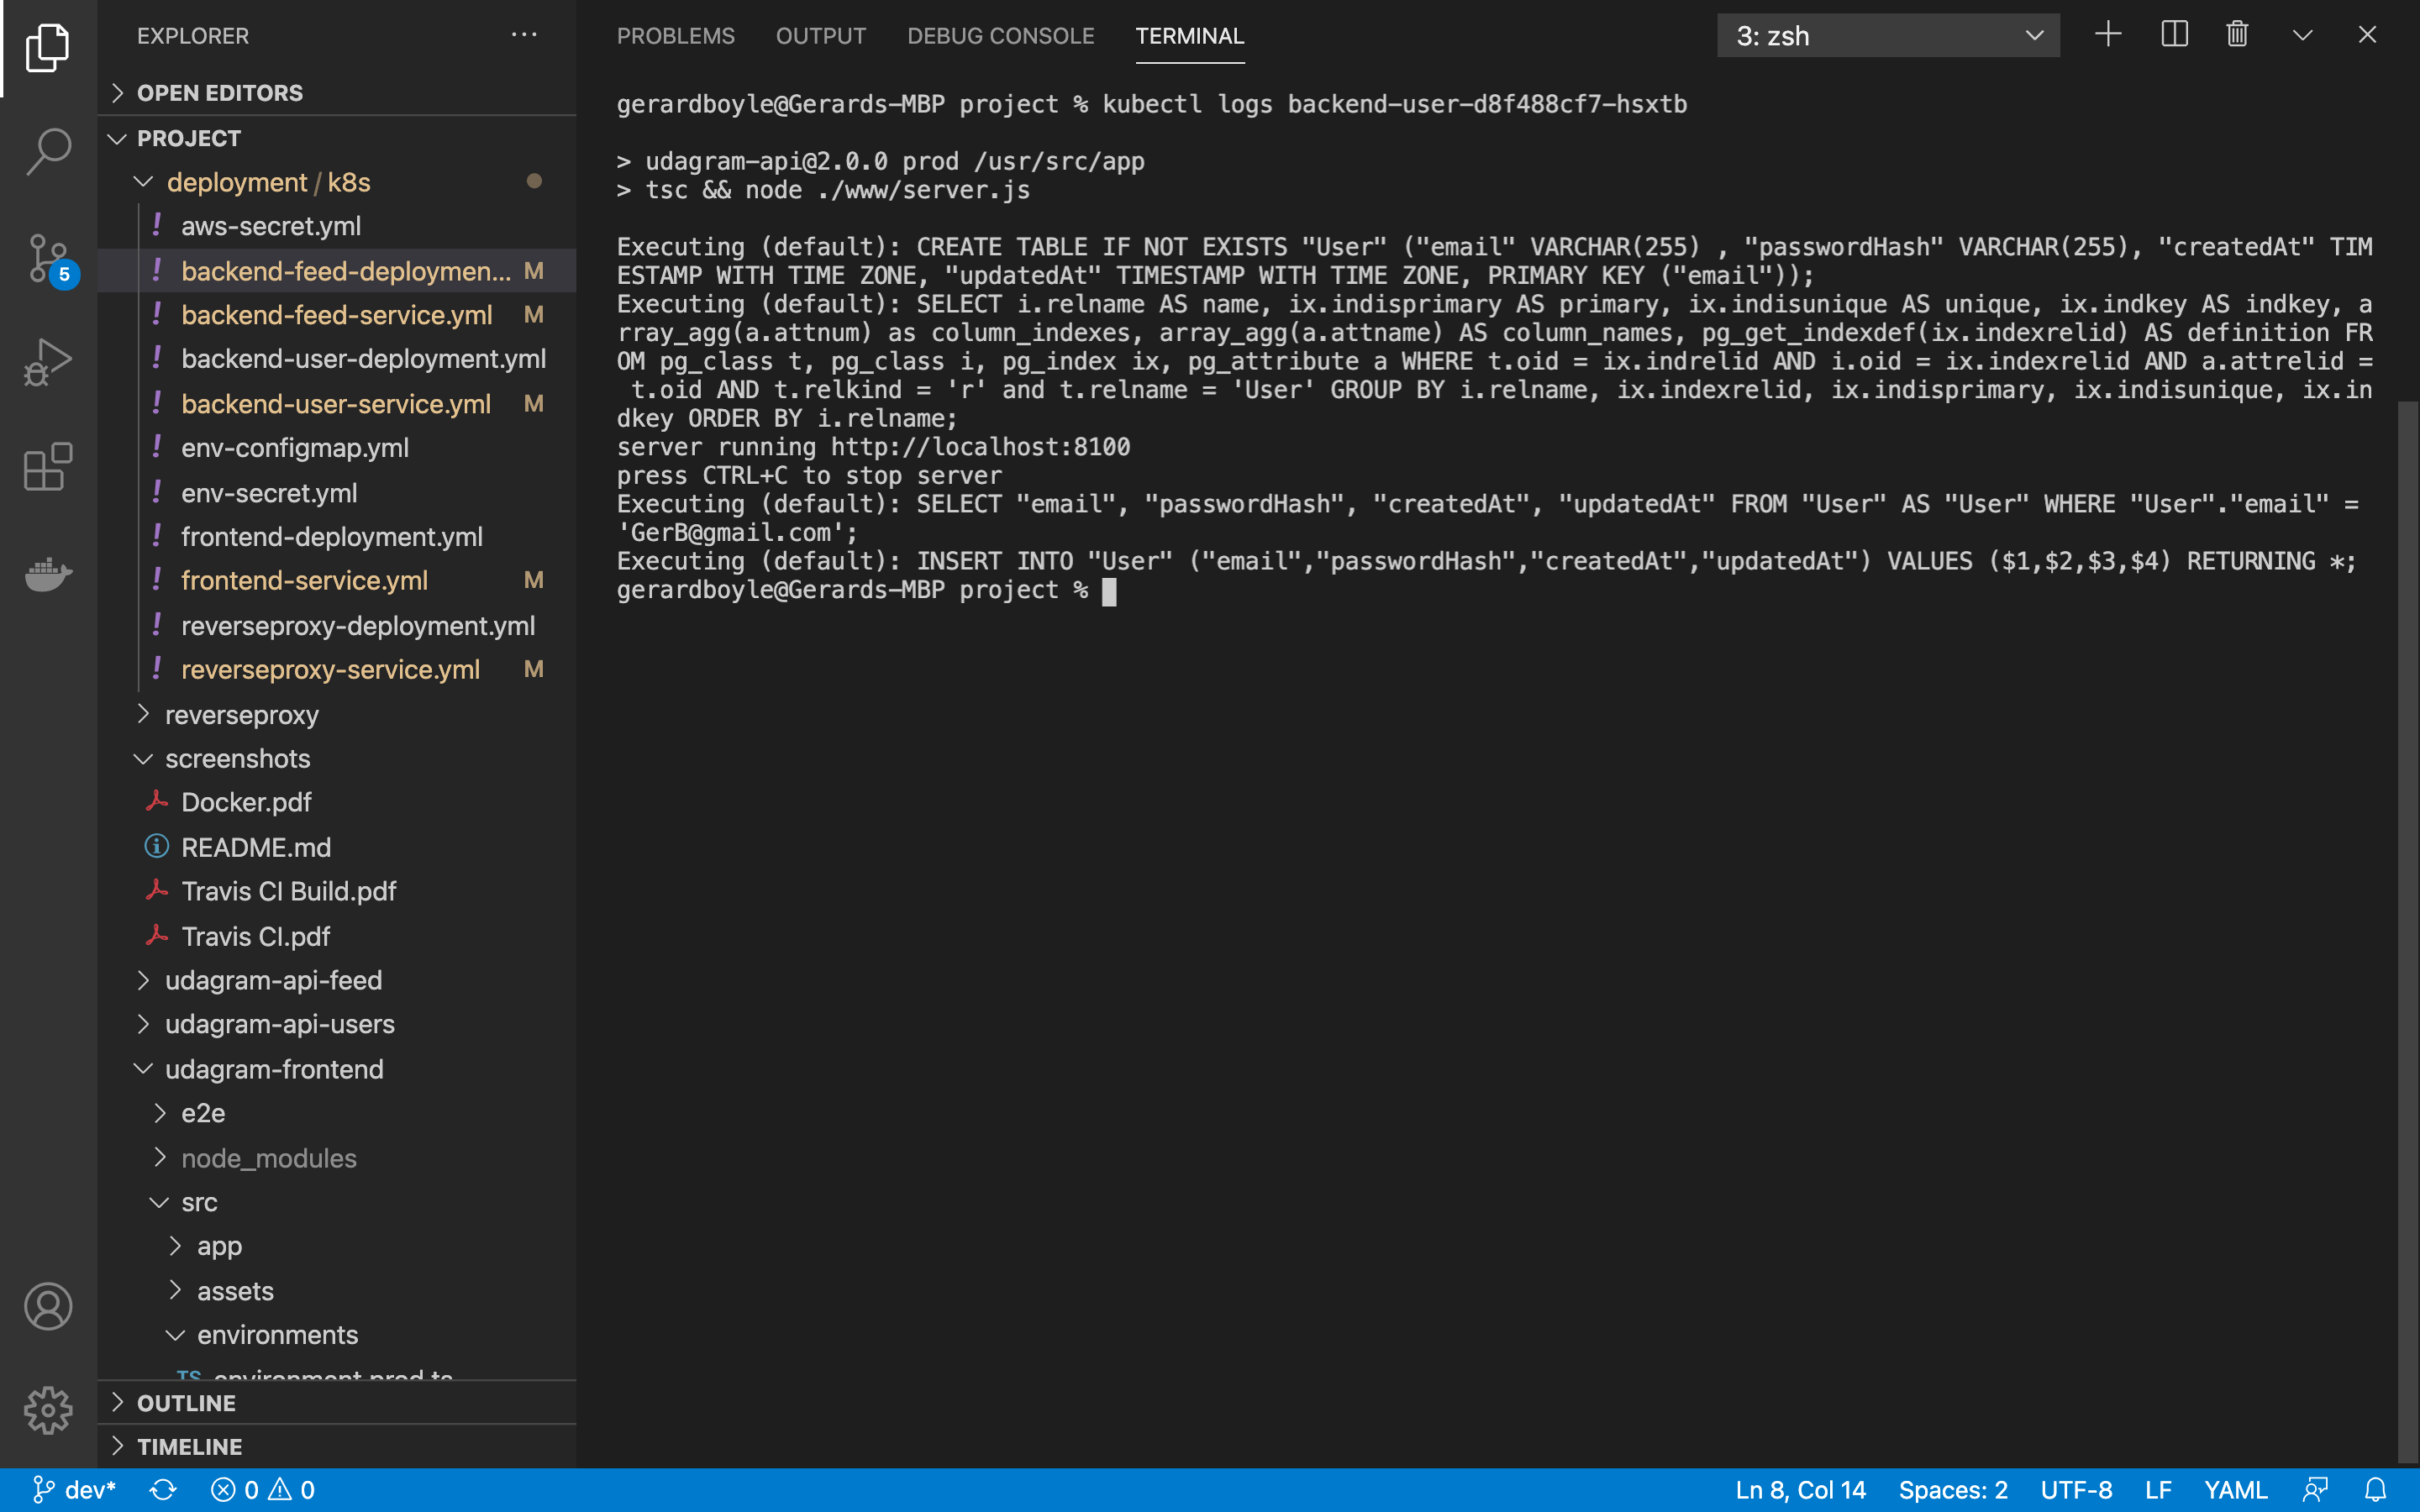 EXPLORER
OPEN EDITORS
PROJECT
deployment / k8s
! aws-secret.yml
! backend-feed-deploymen... M
! backend-feed-service.yml M
! backend-user-deployment.yml
! backend-user-service.yml M
! env-configmap.yml
! env-secret.yml
! frontend-deployment.yml
! frontend-service.yml M
! reverseproxy-deployment.yml
! reverseproxy-service.yml M
reverseproxy
screenshots
Docker.pdf
README.md
Travis CI Build.pdf
Travis CI.pdf
udagram-api-feed
udagram-api-users
udagram-frontend
e2e
node_modules
src
app
assets
environments
TS environment.prod.ts
OUTLINE
TIMELINE
5
PROBLEMS OUTPUT DEBUG CONSOLE TERMINAL 3: zsh
gerardboyle@Gerards-MBP project % kubectl logs backend-user-d8f488cf7-hsxtb
> udagram-api@2.0.0 prod /usr/src/app
> tsc && node ./www/server.js
Executing (default): CREATE TABLE IF NOT EXISTS "User" ("email" VARCHAR(255) , "passwordHash" VARCHAR(255), "createdAt" TIM
ESTAMP WITH TIME ZONE, "updatedAt" TIMESTAMP WITH TIME ZONE, PRIMARY KEY ("email"));
Executing (default): SELECT i.relname AS name, ix.indisprimary AS primary, ix.indisunique AS unique, ix.indkey AS indkey, a
rray_agg(a.attnum) as column_indexes, array_agg(a.attname) AS column_names, pg_get_indexdef(ix.indexrelid) AS definition FR
OM pg_class t, pg_class i, pg_index ix, pg_attribute a WHERE t.oid = ix.indrelid AND i.oid = ix.indexrelid AND a.attrelid =
 t.oid AND t.relkind = 'r' and t.relname = 'User' GROUP BY i.relname, ix.indexrelid, ix.indisprimary, ix.indisunique, ix.in
dkey ORDER BY i.relname;
server running http://localhost:8100
press CTRL+C to stop server
Executing (default): SELECT "email", "passwordHash", "createdAt", "updatedAt" FROM "User" AS "User" WHERE "User"."email" =
'GerB@gmail.com';
Executing (default): INSERT INTO "User" ("email","passwordHash","createdAt","updatedAt") VALUES ($1,$2,$3,$4) RETURNING *;
gerardboyle@Gerards-MBP project %
dev* 0 0 Ln 8, Col 14 Spaces: 2 UTF-8 LF YAML